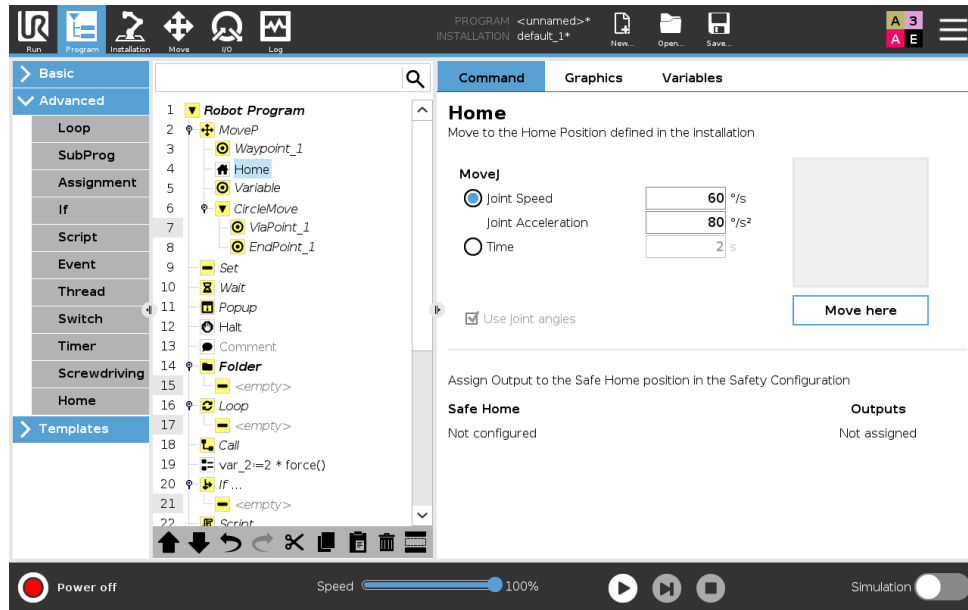 PROGRAM <unnamed>*
INSTALLATION default_1*
UR
Run
Program
Installation
Move
I/O
Log
New...
Open...
Save...
A 3
A E
Basic
Advanced
Loop
SubProg
Assignment
If
Script
Event
Thread
Switch
Timer
Screwdriving
Home
Templates
1 Robot Program
2 MoveP
3 Waypoint_1
4 Home
5 Variable
6 CircleMove
7 ViaPoint_1
8 EndPoint_1
9 Set
10 Wait
11 Popup
12 Halt
13 Comment
14 Folder
15 <empty>
16 Loop
17 <empty>
18 Call
19 var_2:=2 * force()
20 If ...
21 <empty>
22 Script
Command Graphics Variables
Home
Move to the Home Position defined in the installation
MoveJ
Joint Speed 60 °/s
Joint Acceleration 80 °/s²
Time 2 s
Use joint angles
Move here
Assign Output to the Safe Home position in the Safety Configuration
Safe Home Outputs
Not configured Not assigned
Power off
Speed 100%
Simulation